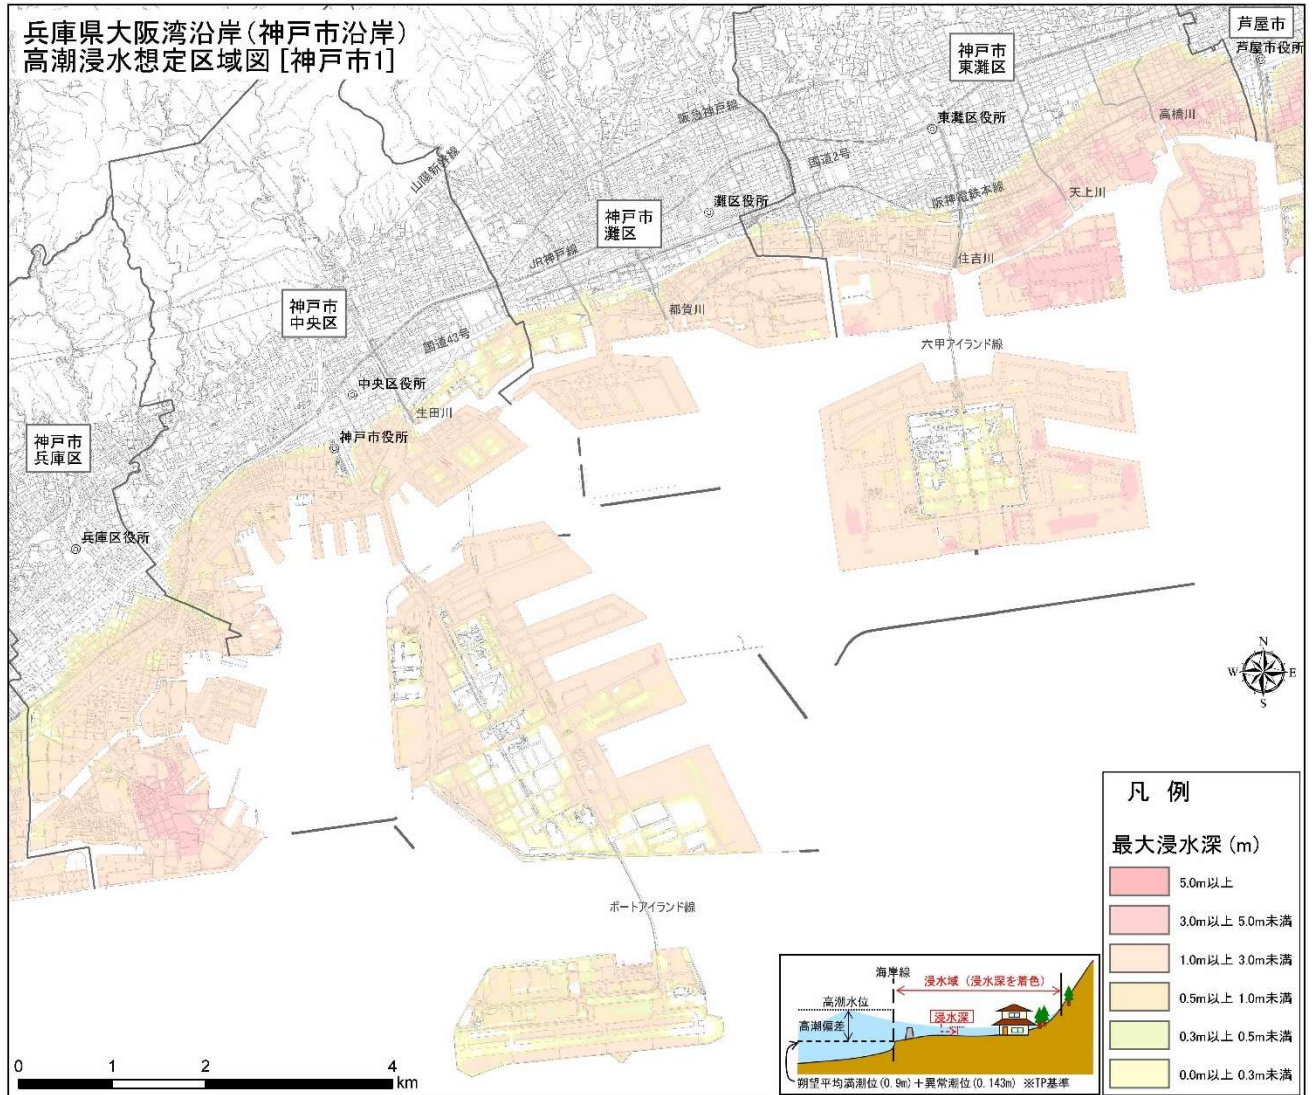 兵庫県大阪湾沿岸(神戸市沿岸)
高潮浸水想定区域図 [神戸市1]
芦屋市
芦屋市役所
神戸市
東灘区
東灘区役所
高橋川
阪急神戸線
山陽新幹線
国道2号
阪神電鉄本線
天上川
灘区役所
神戸市
灘区
JR神戸線
住吉川
都賀川
神戸市
中央区
国道43号
六甲アイランド線
中央区役所
生田川
神戸市役所
神戸市
兵庫区
兵庫区役所
N
W
E
S
ポートアイランド線
凡 例
最大浸水深 (m)
5.0m以上
3.0m以上 5.0m未満
1.0m以上 3.0m未満
0.5m以上 1.0m未満
0.3m以上 0.5m未満
0.0m以上 0.3m未満
海岸線
浸水域 (浸水深を着色)
高潮水位
浸水深
高潮偏差
朔望平均満潮位(0.9m)+異常潮位(0.143m) ※TP基準
0 1 2 4
km